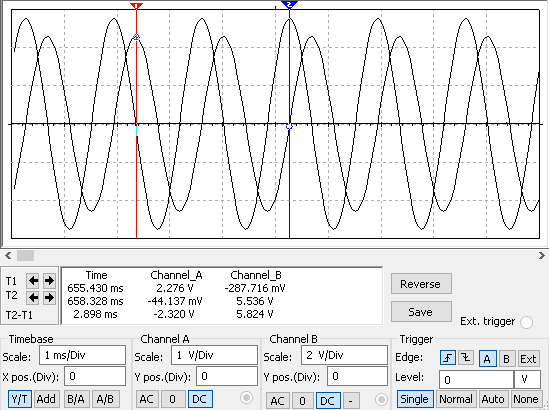 1 2
T1 Time Channel_A Channel_B Reverse
655.430 ms 2.276 V -287.716 mV
T2 658.328 ms -44.137 mV 5.536 V
T2-T1 2.898 ms -2.320 V 5.824 V Save Ext. trigger
Timebase Channel A Channel B Trigger
Scale: 1 ms/Div Scale: 1 V/Div Scale: 2 V/Div Edge: A B Ext
X pos.(Div): 0 Y pos.(Div): 0 Y pos.(Div): 0 Level: 0 V
Y/T Add B/A A/B AC 0 DC AC 0 DC - Single Normal Auto None